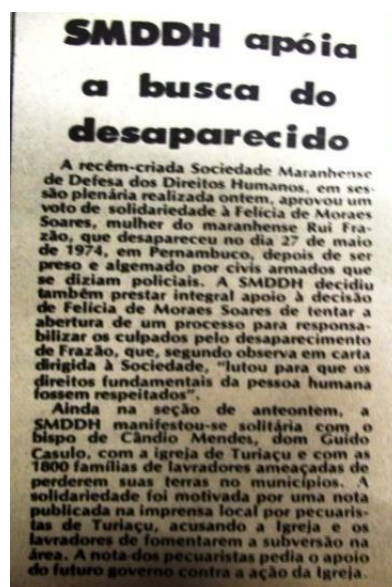 SMDDH apóia
a busca do
desaparecido
A recém-criada Sociedade Maranhense
de Defesa dos Direitos Humanos, em ses-
são plenária realizada ontem, aprovou um
voto de solidariedade à Felícia de Moraes
Soares, mulher do maranhense Rui Fra-
zão, que desapareceu no dia 27 de maio
de 1974, em Pernambuco, depois de ser
preso e algemado por civis armados que
se diziam policiais. A SMDDH decidiu
também prestar integral apoio à decisão
de Felícia de Moraes Soares de tentar a
abertura de um processo para responsa-
bilizar os culpados pelo desaparecimento
de Frazão, que, segundo observa em carta
dirigida à Sociedade, "lutou para que os
direitos fundamentais da pessoa humana
fossem respeitados".
Ainda na seção de anteontem, a
SMDDH manifestou-se solitária com o
bispo de Cândio Mendes, dom Guido
Casulo, com a igreja de Turiaçu e com as
1800 famílias de lavradores ameaçadas de
perderem suas terras no municípios. A
solidariedade foi motivada por uma nota
publicada na imprensa local por pecuaris-
tas de Turiaçu, acusando a Igreja e os
lavradores de fomentarem a subversão na
área. A nota dos pecuaristas pedia o apoio
do futuro governo contra a ação da Igreja.